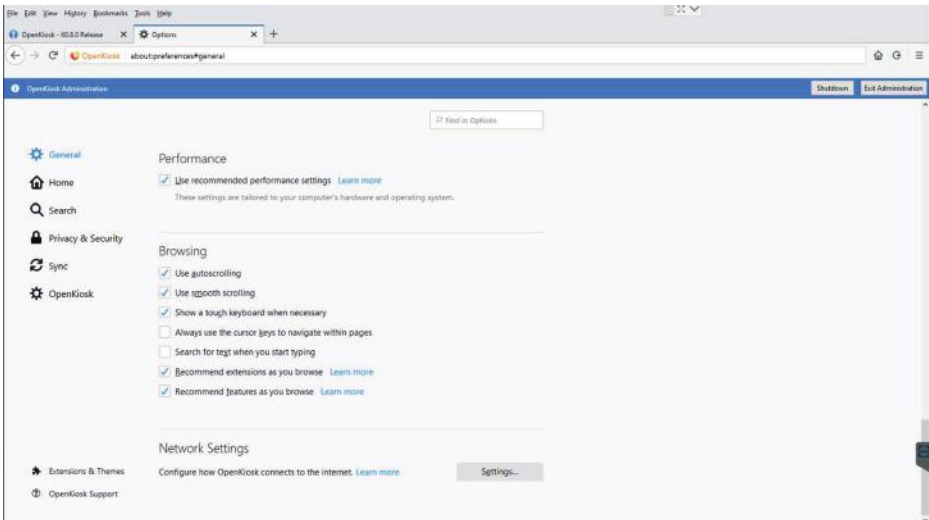 File Edit View History Bookmarks Tools Help
OpenKiosk - 60.8.0 Release Options
OpenKiosk about:preferences#general
OpenKiosk Administration Shutdown Exit Administration
Find in Options
General
Home
Search
Privacy & Security
Sync
OpenKiosk
Performance
Use recommended performance settings Learn more
These settings are tailored to your computer's hardware and operating system.
Browsing
Use autoscrolling
Use smooth scrolling
Show a tough keyboard when necessary
Always use the cursor keys to navigate within pages
Search for text when you start typing
Recommend extensions as you browse Learn more
Recommend features as you browse Learn more
Network Settings
Configure how OpenKiosk connects to the internet. Learn more Settings...
Extensions & Themes
OpenKiosk Support